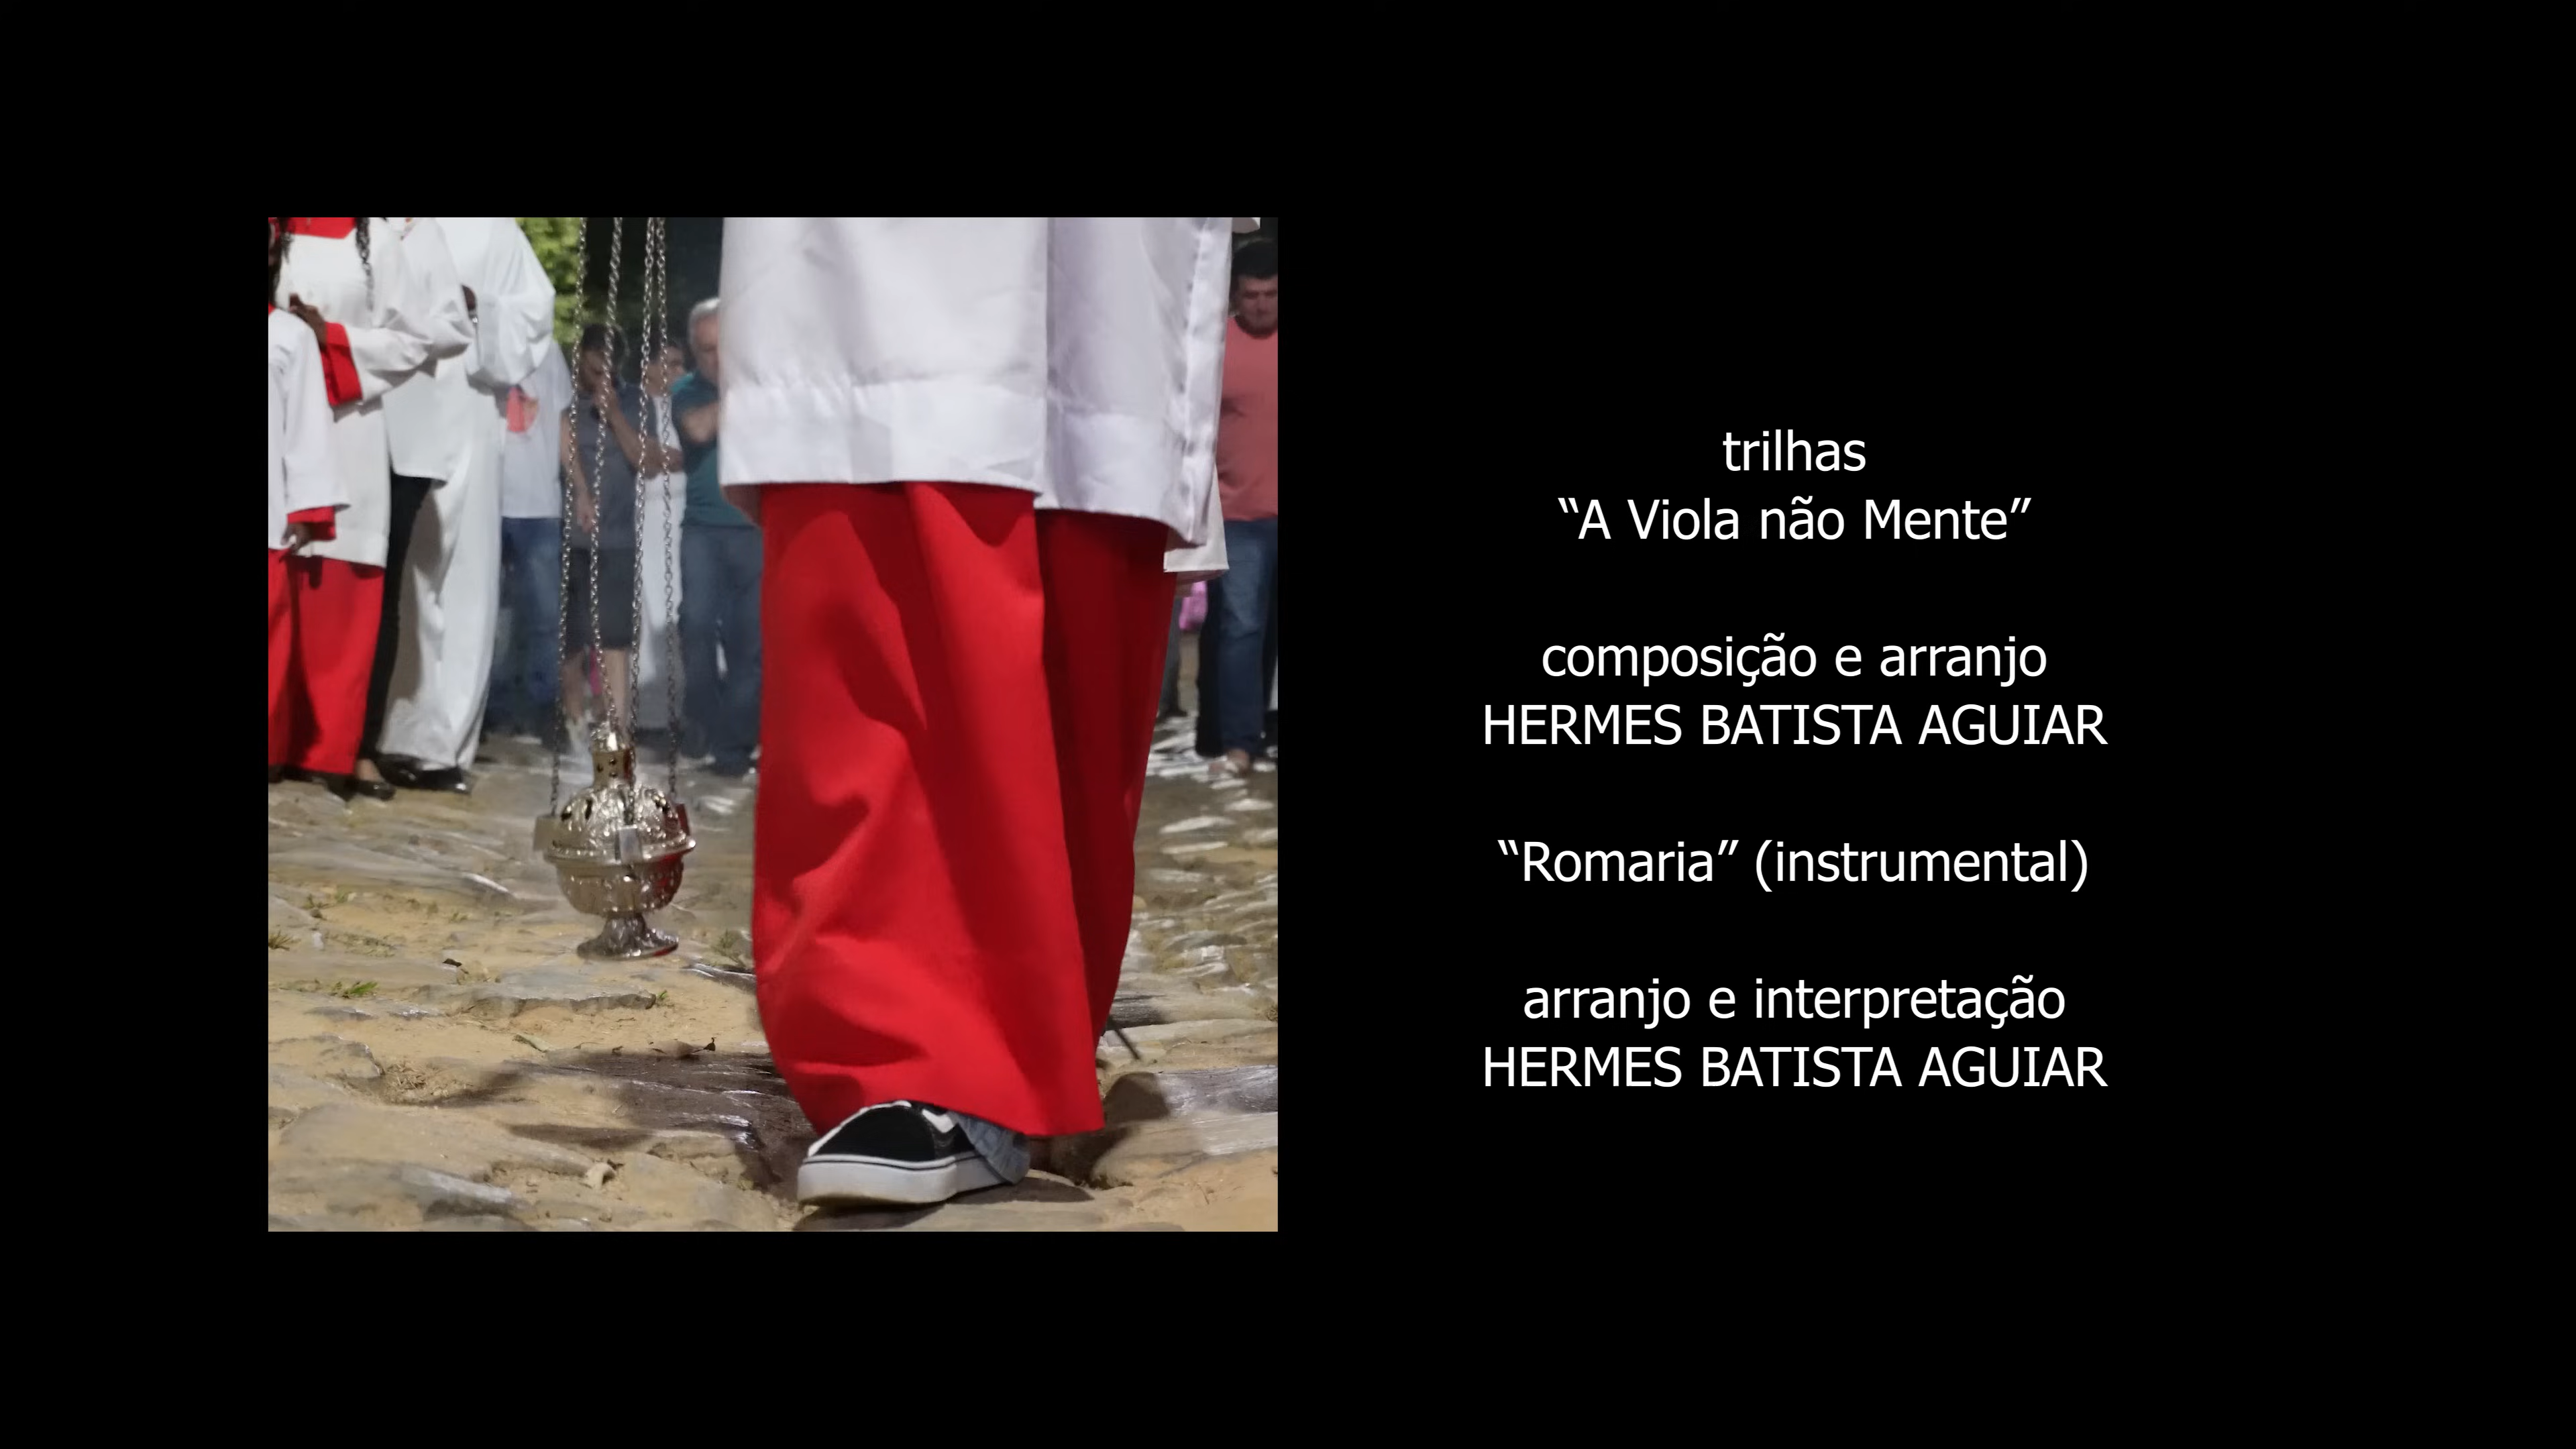 trilhas
“A Viola não Mente”
composição e arranjo
HERMES BATISTA AGUIAR
“Romaria” (instrumental)
arranjo e interpretação
HERMES BATISTA AGUIAR